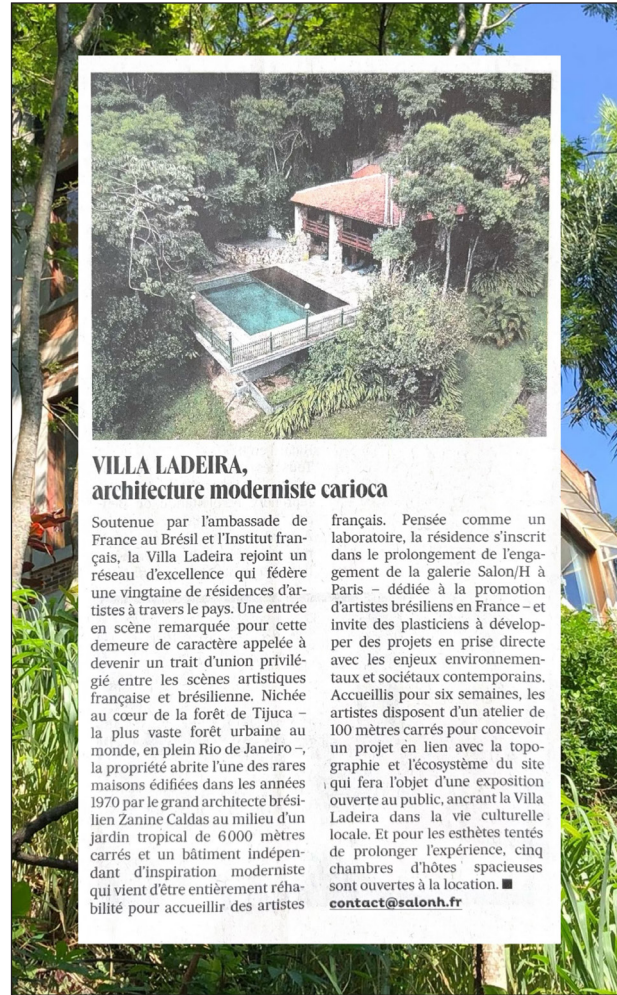 VILLA LADEIRA,
architecture moderniste carioca
Soutenue par l'ambassade de
France au Brésil et l'Institut fran-
çais, la Villa Ladeira rejoint un
réseau d'excellence qui fédère
une vingtaine de résidences d'ar-
tistes à travers le pays. Une entrée
en scène remarquée pour cette
demeure de caractère appelée à
devenir un trait d'union privilé-
gié entre les scènes artistiques
française et brésilienne. Nichée
au cœur de la forêt de Tijuca –
la plus vaste forêt urbaine au
monde, en plein Rio de Janeiro –,
la propriété abrite l'une des rares
maisons édifiées dans les années
1970 par le grand architecte brési-
lien Zanine Caldas au milieu d'un
jardin tropical de 6000 mètres
carrés et un bâtiment indépen-
dant d'inspiration moderniste
qui vient d'être entièrement réha-
bilité pour accueillir des artistes
français. Pensée comme un
laboratoire, la résidence s'inscrit
dans le prolongement de l'enga-
gement de la galerie Salon/H à
Paris – dédiée à la promotion
d'artistes brésiliens en France – et
invite des plasticiens à dévelop-
per des projets en prise directe
avec les enjeux environnemen-
taux et sociétaux contemporains.
Accueillis pour six semaines, les
artistes disposent d'un atelier de
100 mètres carrés pour concevoir
un projet en lien avec la topo-
graphie et l'écosystème du site
qui fera l'objet d'une exposition
ouverte au public, ancrant la Villa
Ladeira dans la vie culturelle
locale. Et pour les esthètes tentés
de prolonger l'expérience, cinq
chambres d'hôtes spacieuses
sont ouvertes à la location. ■
contact@salonh.fr